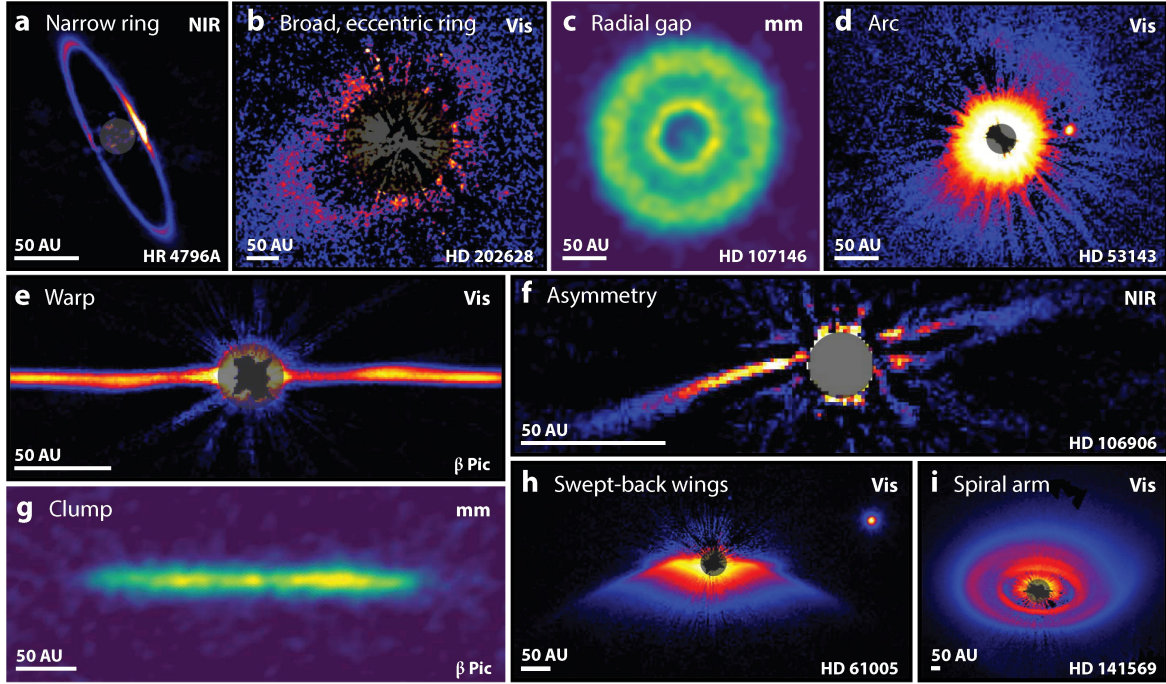 a Narrow ring NIR
50 AU
HR 4796A
b Broad, eccentric ring Vis
50 AU
HD 202628
c Radial gap mm
50 AU
HD 107146
d Arc Vis
50 AU
HD 53143
e Warp Vis
50 AU
β Pic
f Asymmetry NIR
50 AU
HD 106906
g Clump mm
50 AU
β Pic
h Swept-back wings Vis
50 AU
HD 61005
i Spiral arm Vis
50 AU
HD 141569